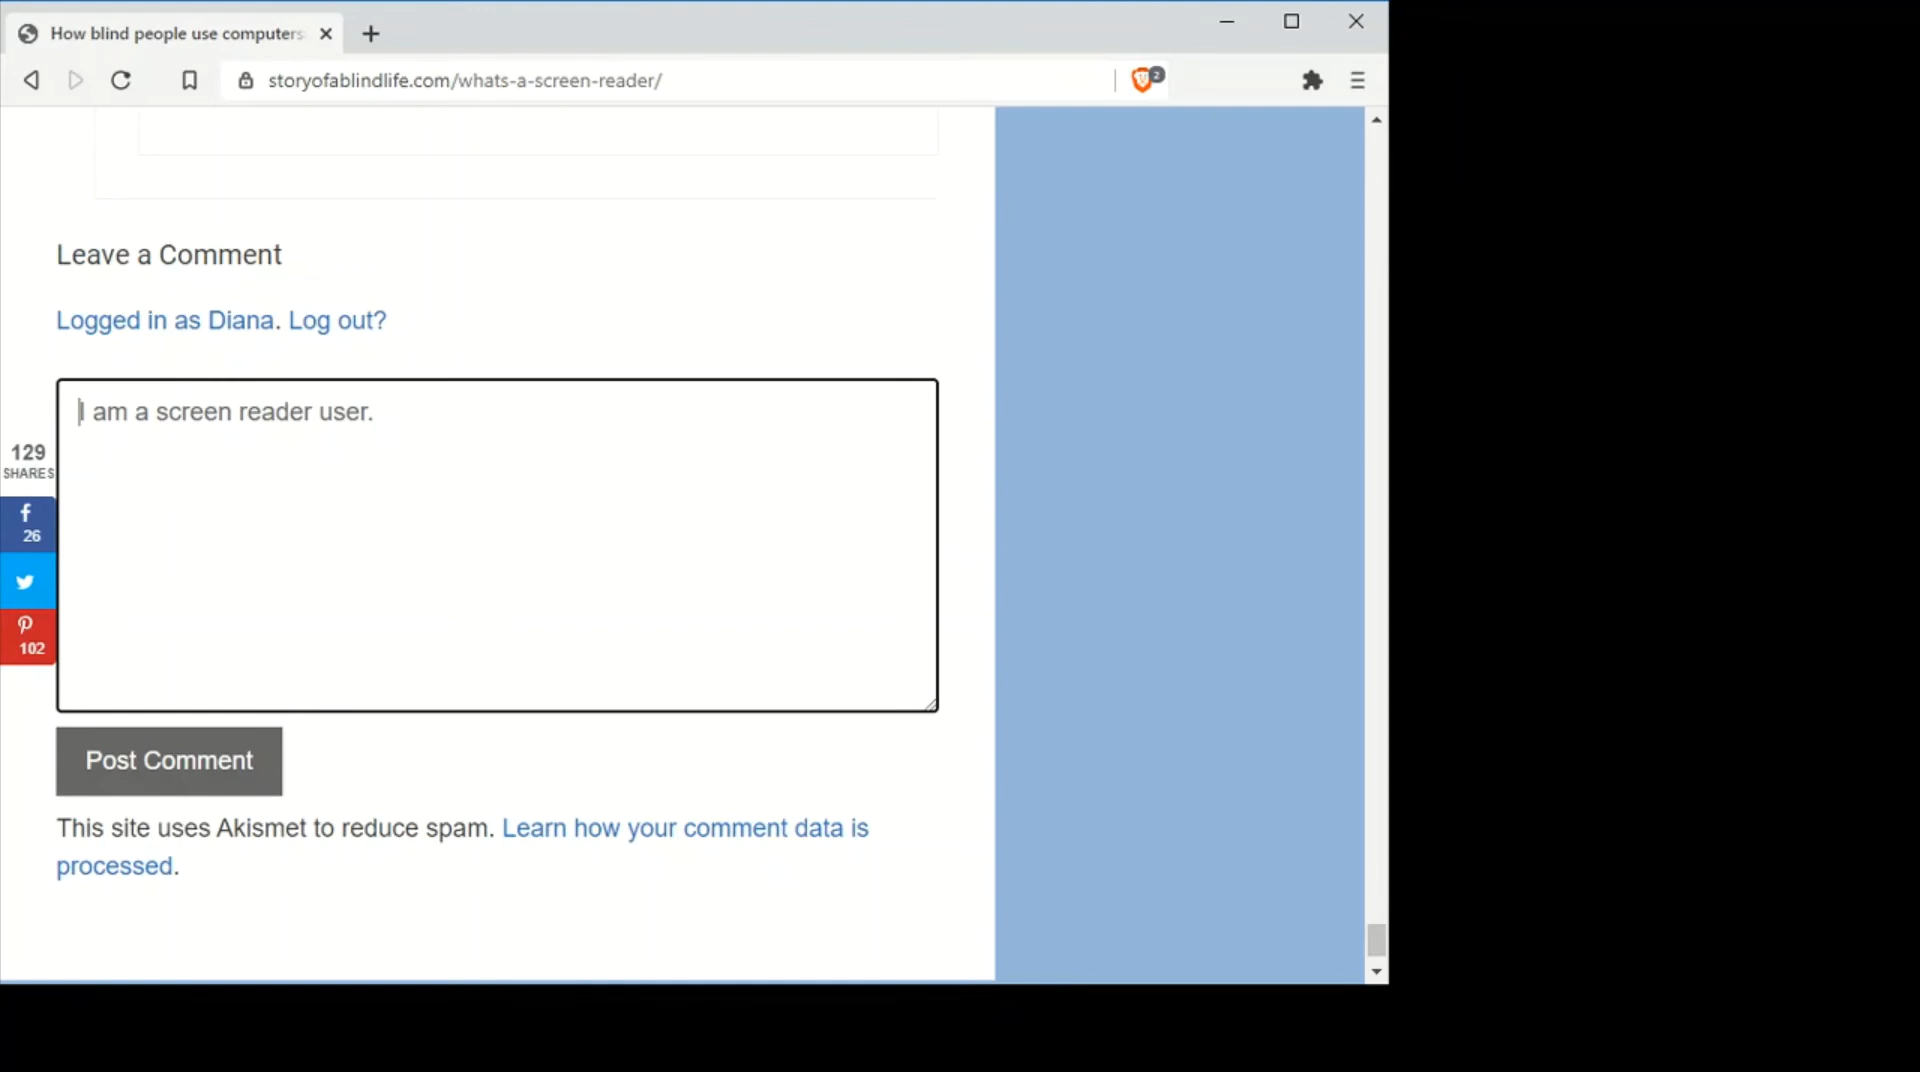 How blind people use computers
storyofablindlife.com/whats-a-screen-reader/
2
Leave a Comment
Logged in as Diana. Log out?
I am a screen reader user.
129
SHARES
26
102
Post Comment
This site uses Akismet to reduce spam. Learn how your comment data is
processed.